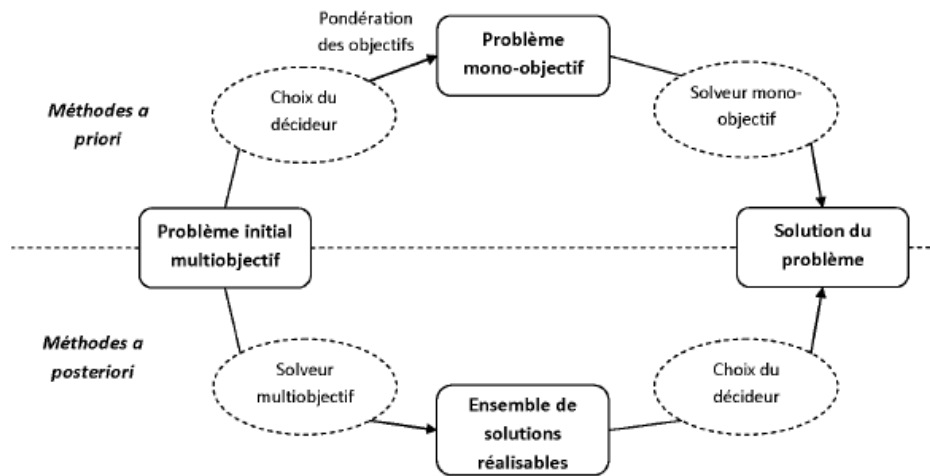 Pondération
des objectifs
Problème
mono-objectif
Choix du
décideur
Solveur mono-
objectif
Méthodes a
priori
Problème initial
multiobjectif
Solution du
problème
Méthodes a
posteriori
Solveur
multiobjectif
Choix du
décideur
Ensemble de
solutions
réalisables